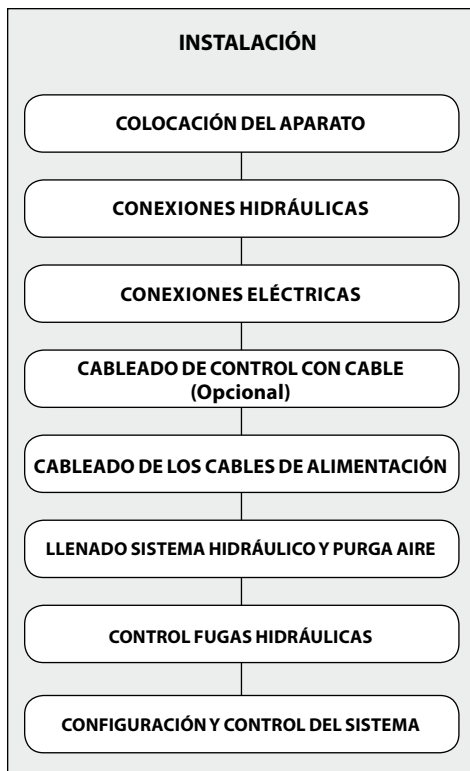 INSTALACIÓN
COLOCACIÓN DEL APARATO
CONEXIONES HIDRÁULICAS
CONEXIONES ELÉCTRICAS
CABLEADO DE CONTROL CON CABLE
(Opcional)
CABLEADO DE LOS CABLES DE ALIMENTACIÓN
LLENADO SISTEMA HIDRÁULICO Y PURGA AIRE
CONTROL FUGAS HIDRÁULICAS
CONFIGURACIÓN Y CONTROL DEL SISTEMA